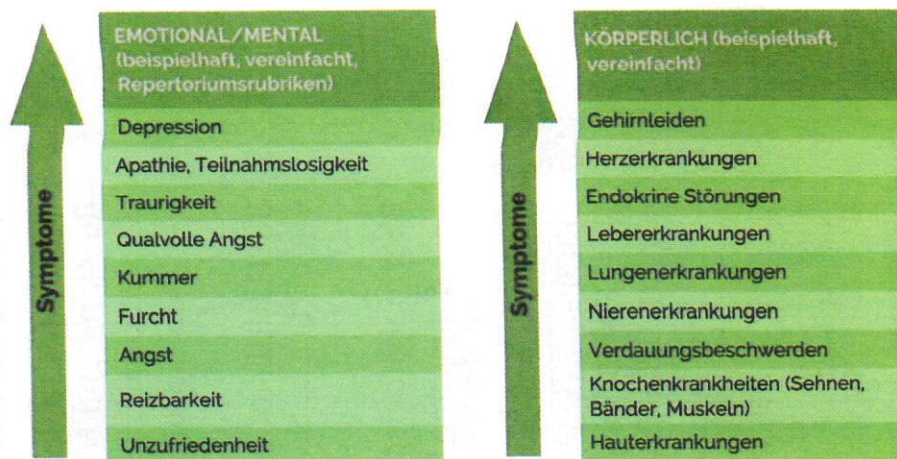 Symptome
EMOTIONAL/MENTAL
(beispielhaft, vereinfacht,
Repertoriumsrubriken)
Depression
Apathie, Teilnahmslosigkeit
Traurigkeit
Qualvolle Angst
Kummer
Furcht
Angst
Reizbarkeit
Unzufriedenheit
Symptome
KÖRPERLICH (beispielhaft,
vereinfacht)
Gehirnleiden
Herzerkrankungen
Endokrine Störungen
Lebererkrankungen
Lungenerkrankungen
Nierenerkrankungen
Verdauungsbeschwerden
Knochenkrankheiten (Sehnen,
Bänder, Muskeln)
Hauterkrankungen